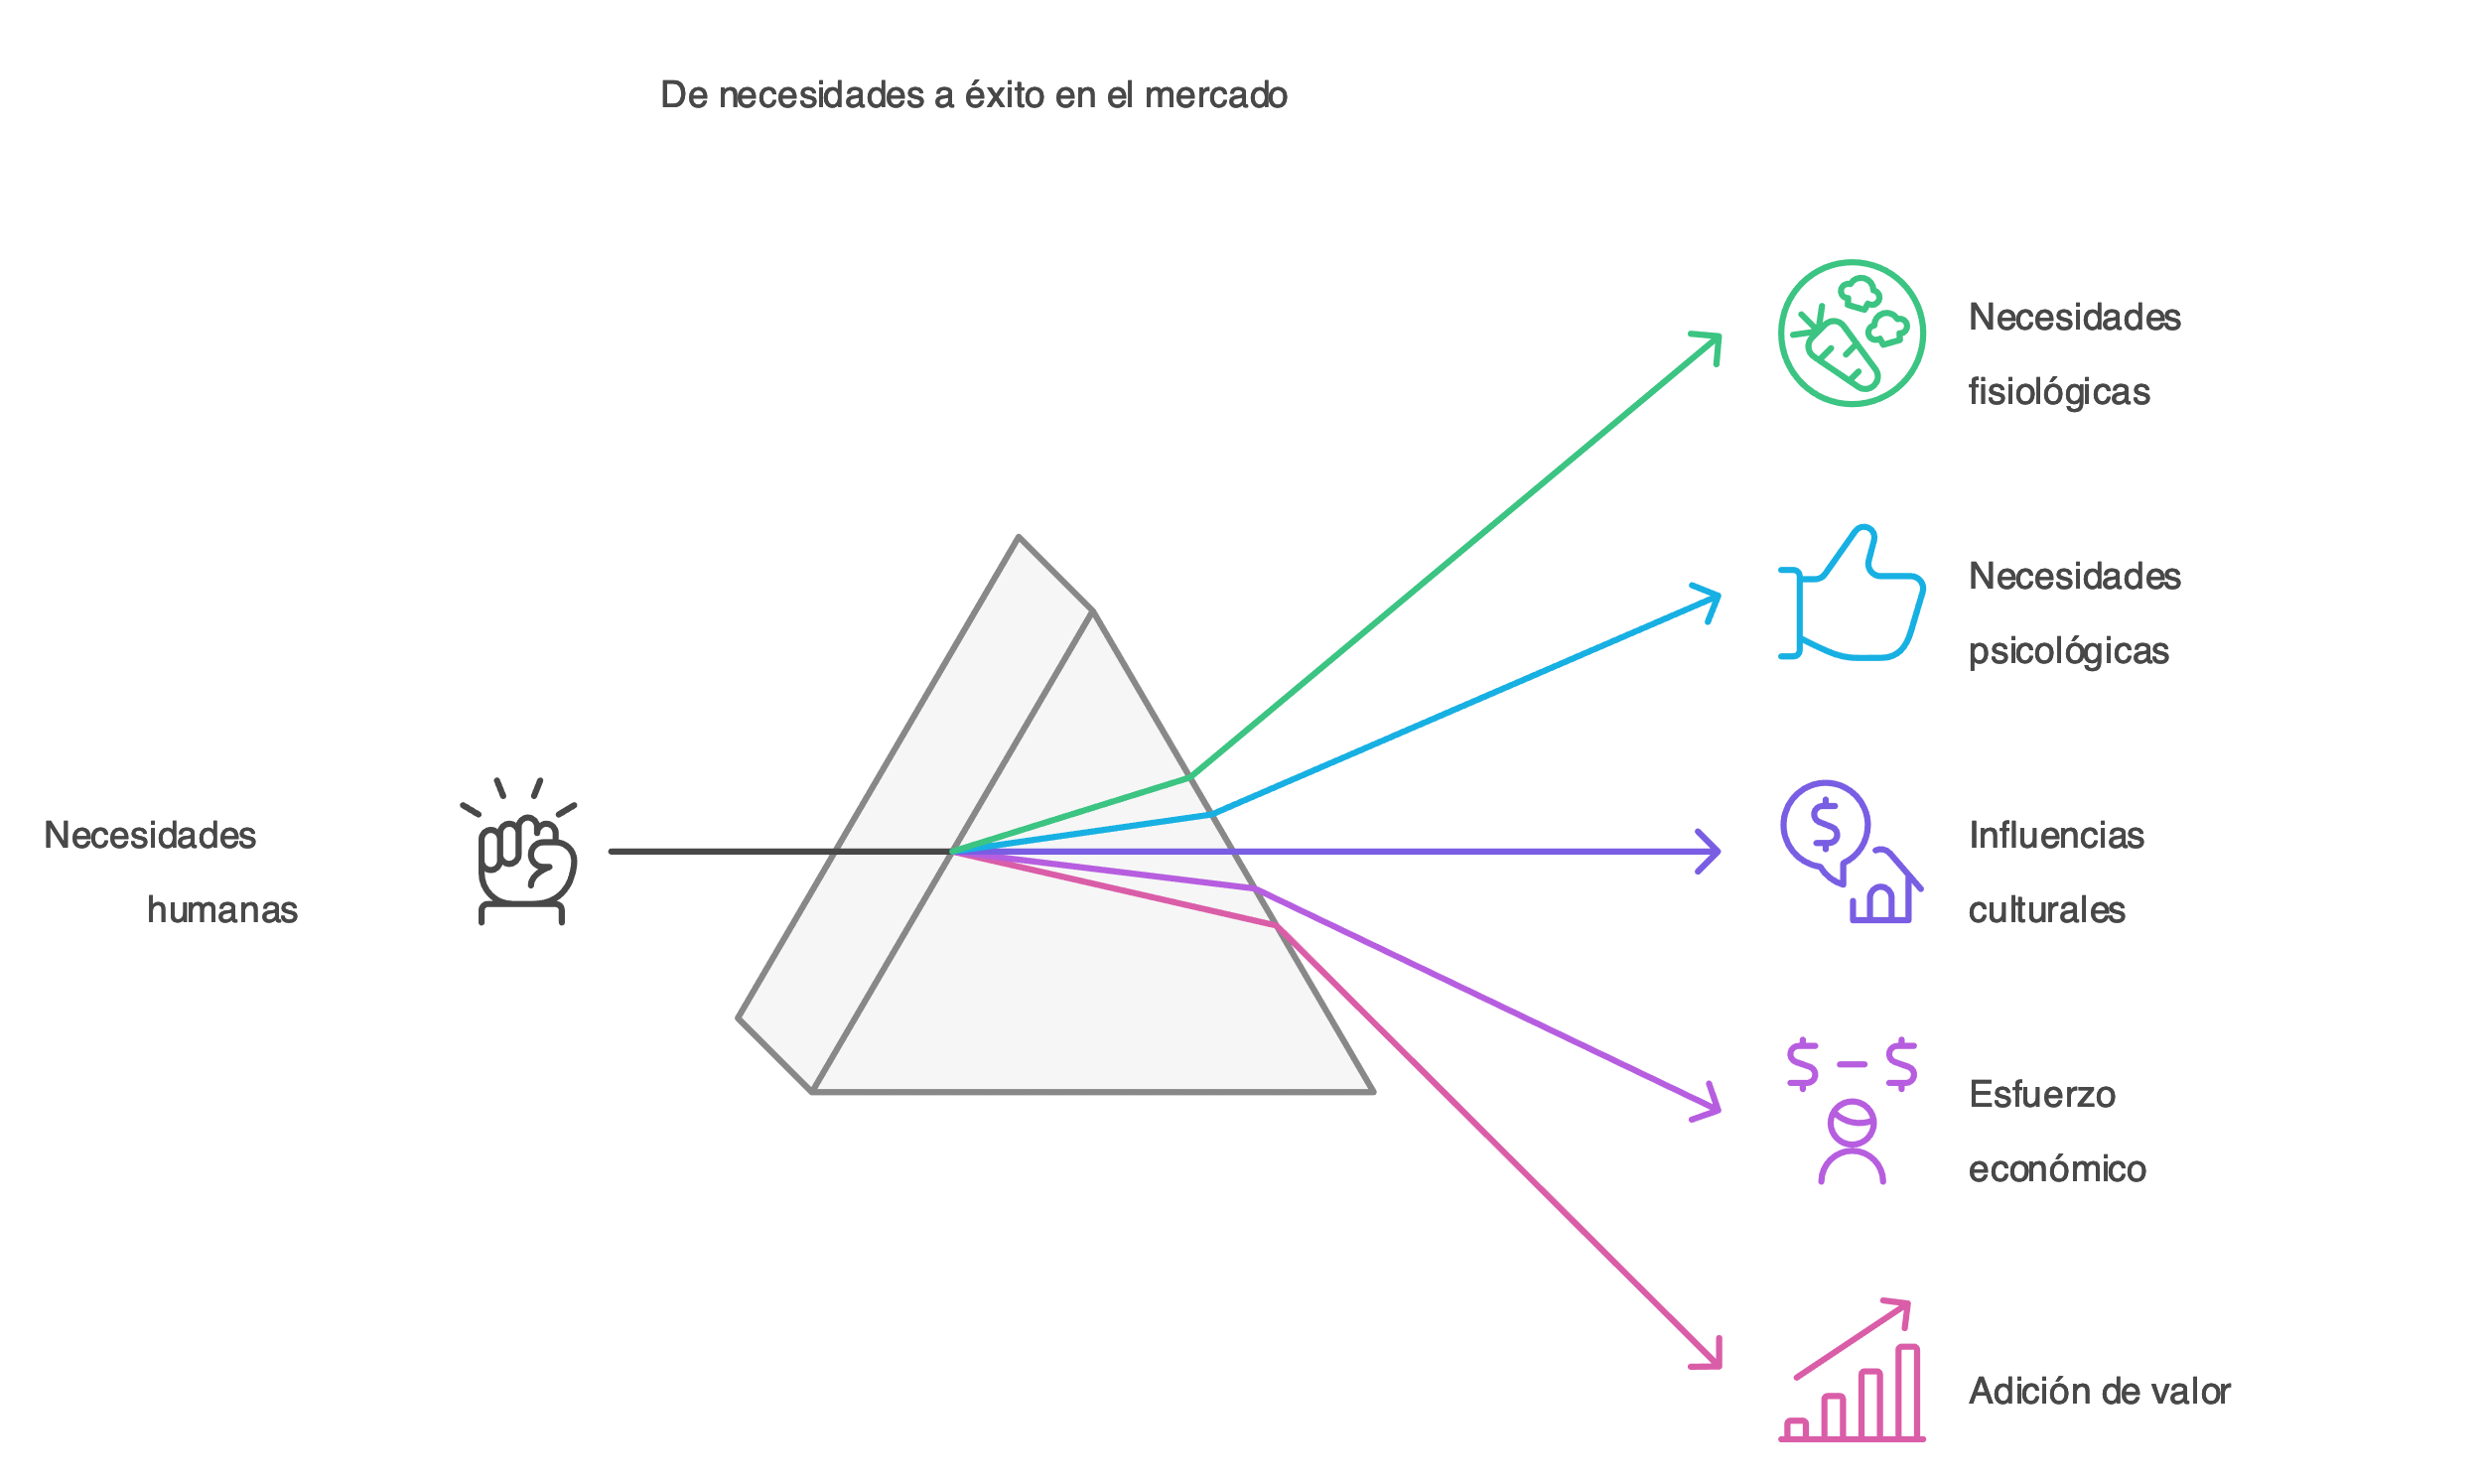 De necesidades a éxito en el mercado
Necesidades
fisiológicas
Necesidades
psicológicas
Necesidades
humanas
$
Influencias
culturales
$ – $
Esfuerzo
económico
Adición de valor